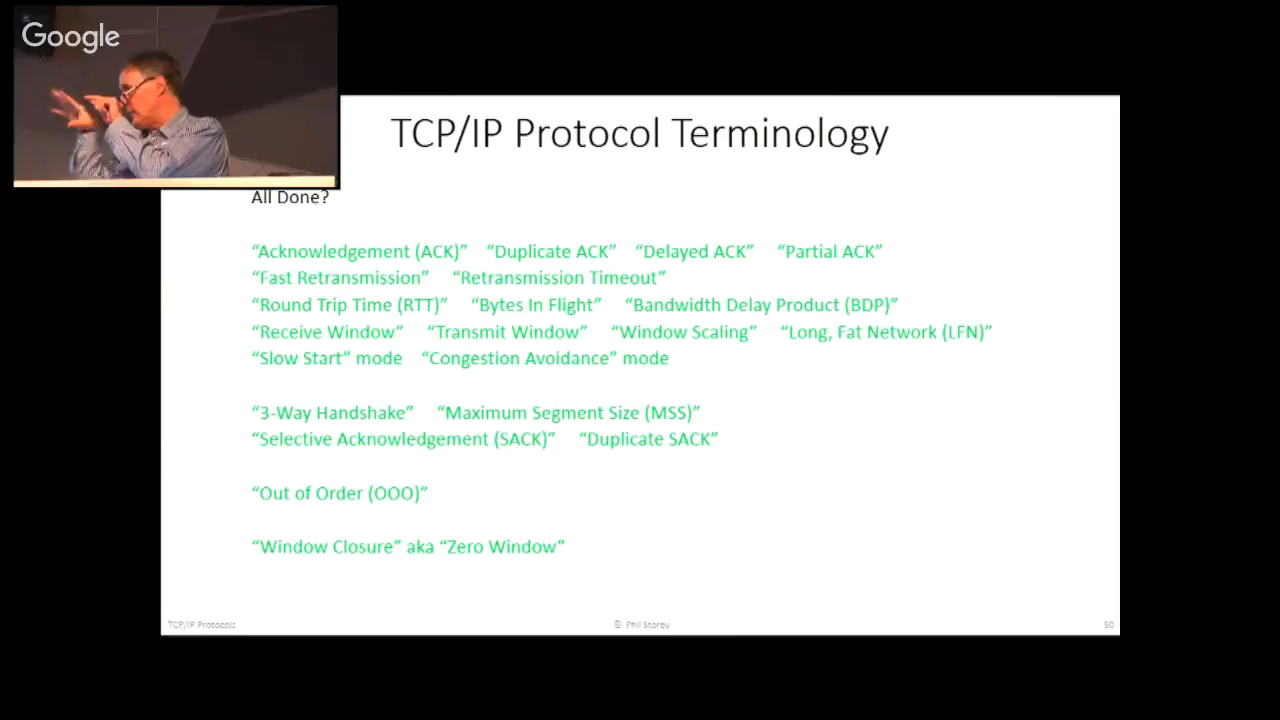 Google
TCP/IP Protocol Terminology
All Done?
“Acknowledgement (ACK)” “Duplicate ACK” “Delayed ACK” “Partial ACK”
“Fast Retransmission” “Retransmission Timeout”
“Round Trip Time (RTT)” “Bytes In Flight” “Bandwidth Delay Product (BDP)”
“Receive Window” “Transmit Window” “Window Scaling” “Long, Fat Network (LFN)”
“Slow Start” mode “Congestion Avoidance” mode
“3-Way Handshake” “Maximum Segment Size (MSS)”
“Selective Acknowledgement (SACK)” “Duplicate SACK”
“Out of Order (OOO)”
“Window Closure” aka “Zero Window”
TCP/IP Protocols © Phil Storey 50